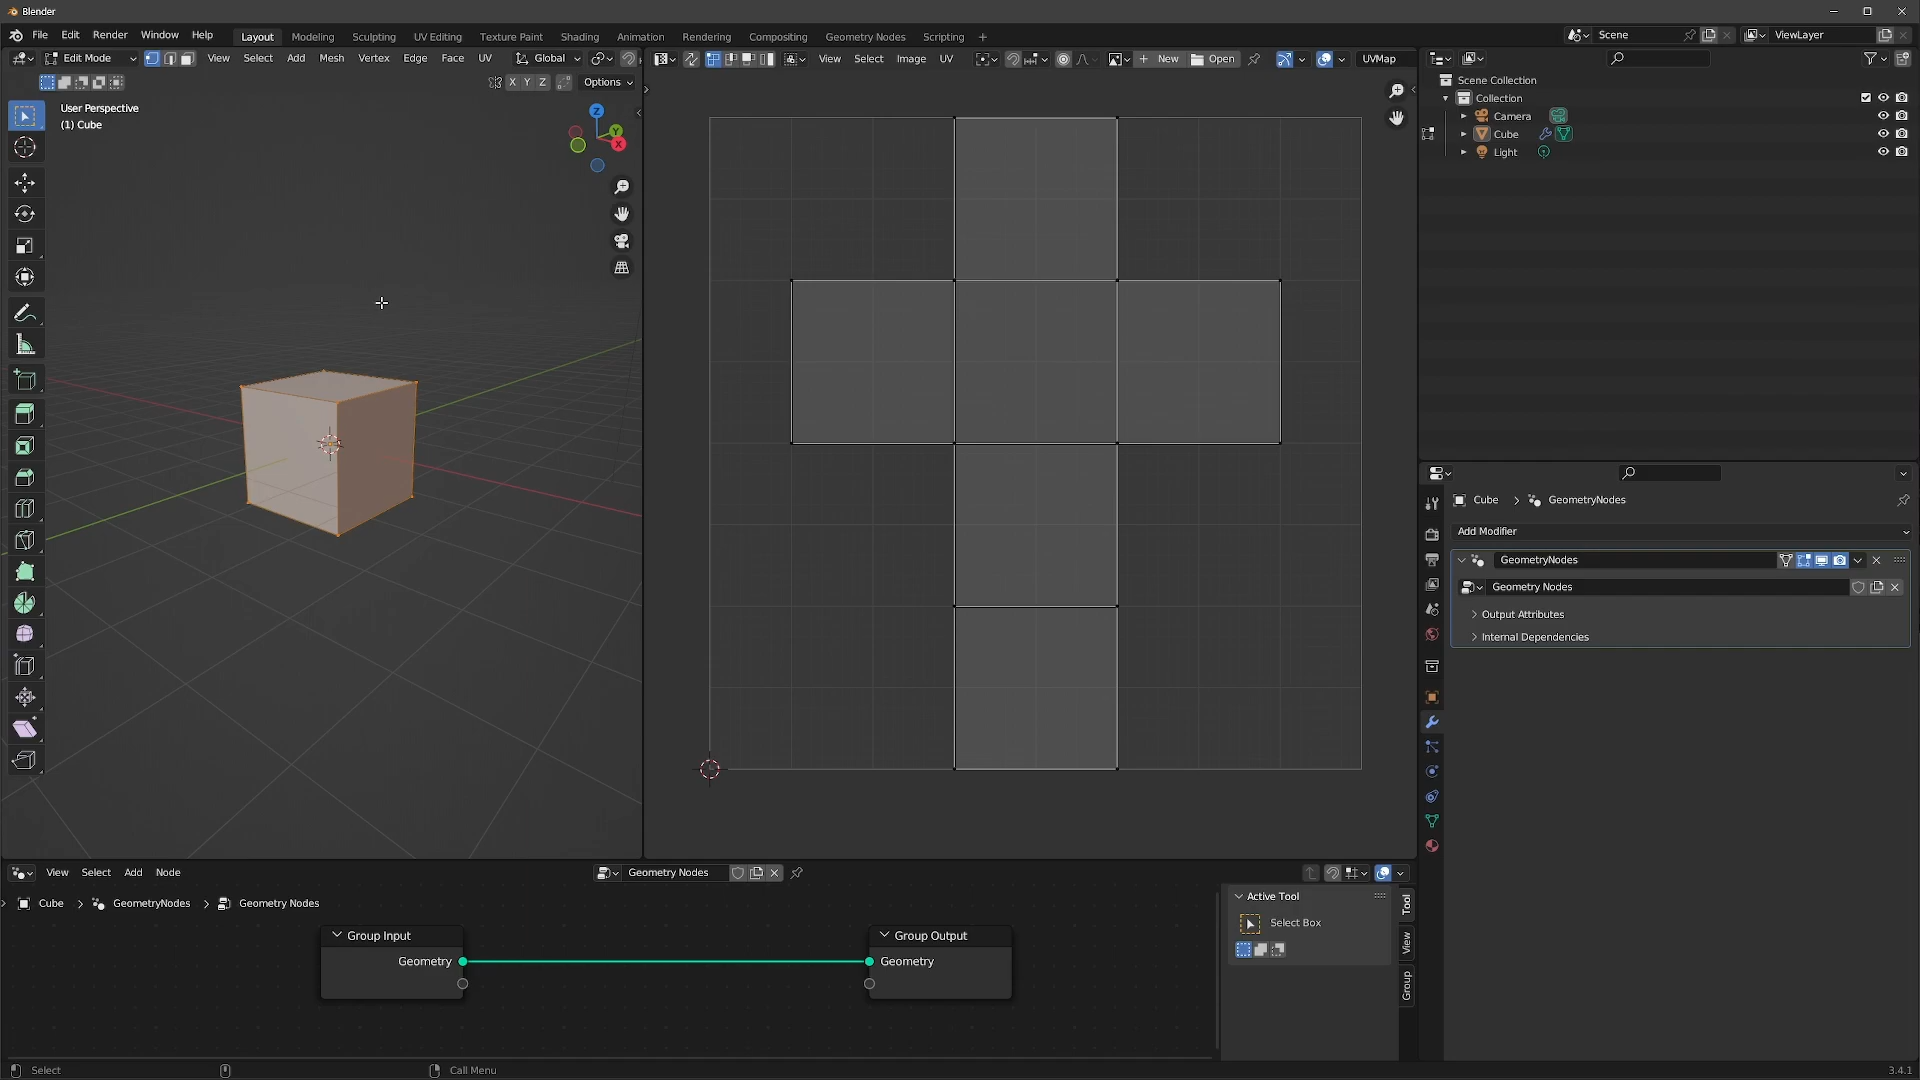 Blender
File Edit Render Window Help Layout Modeling Sculpting UV Editing Texture Paint Shading Animation Rendering Compositing Geometry Nodes Scripting Scene ViewLayer
Edit Mode View Select Add Mesh Vertex Edge Face UV Global
View Select Image UV New Open UVMap
X Y Z Options
User Perspective
(1) Cube
Z
Y
X
Scene Collection
Collection
Camera
Cube
Light
Cube GeometryNodes
Add Modifier
GeometryNodes
Geometry Nodes
Output Attributes
Internal Dependencies
View Select Add Node Geometry Nodes
Cube GeometryNodes Geometry Nodes
Group Input
Geometry
Group Output
Geometry
Active Tool
Select Box
Tool
View
Group
Select Call Menu 3.4.1